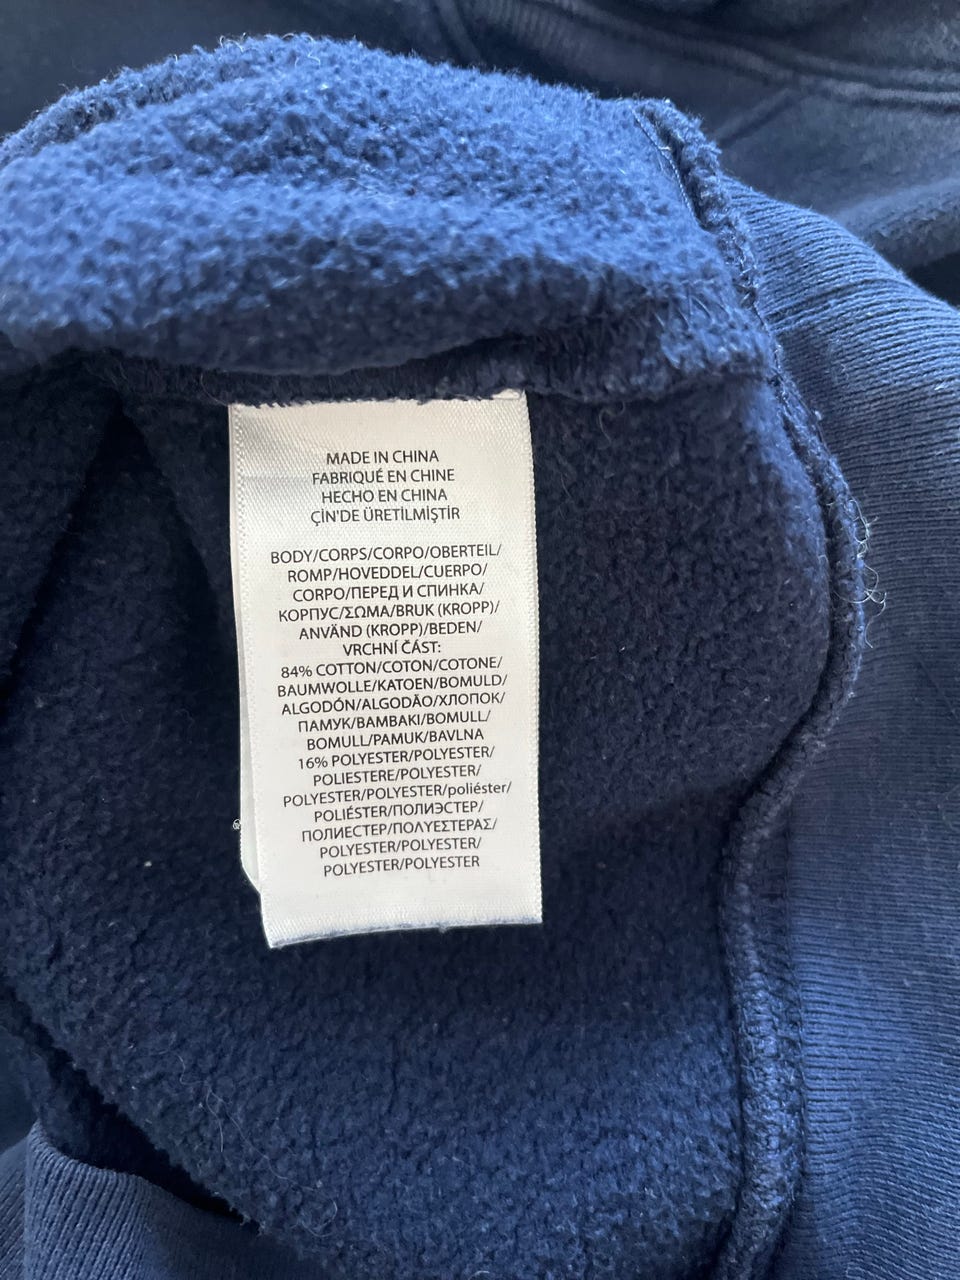 MADE IN CHINA
FABRIQUÉ EN CHINE
HECHO EN CHINA
ÇİN'DE ÜRETİLMİŞTİR
BODY/CORPS/CORPO/OBERTEIL/
ROMP/HOVEDDEL/CUERPO/
CORPO/ПЕРЕД И СПИНКА/
КОРПУС/ΣΩΜΑ/BRUK (KROPP)/
ANVÄND (KROPP)/BEDEN/
VRCHNÍ ČÁST:
84% COTTON/COTON/COTONE/
BAUMWOLLE/KATOEN/BOMULD/
ALGODÓN/ALGODÃO/ХЛОПОК/
ПАМУК/BAMBAKI/BOMULL/
BOMULL/PAMUK/BAVLNA
16% POLYESTER/POLYESTER/
POLIESTERE/POLYESTER/
POLYESTER/POLYESTER/poliéster/
POLIÉSTER/ПОЛИЭСТЕР/
ПОЛИЕСТЕР/ΠΟΛΥΕΣΤΕΡΑΣ/
POLYESTER/POLYESTER/
POLYESTER/POLYESTER